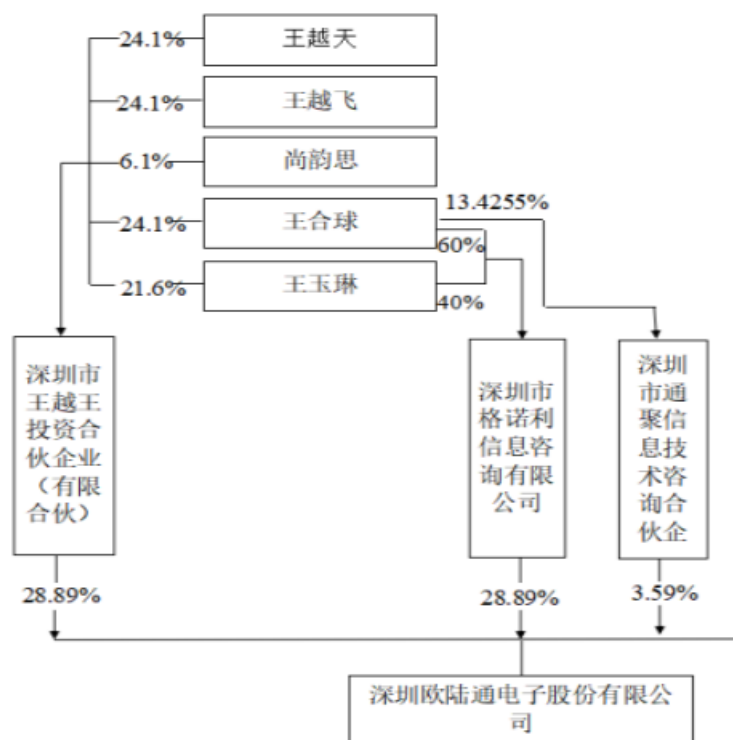 24.1%
王越天
24.1%
王越飞
6.1%
尚韵思
13.4255%
24.1%
王合球
60%
21.6%
王玉琳
40%
深圳市
王越王
投资合
伙企业
（有限
合伙）
深圳市
格诺利
信息咨
询有限
公司
深圳
市通
聚信
息技
术咨
询合
伙企
28.89%
28.89%
3.59%
深圳欧陆通电子股份有限公
司